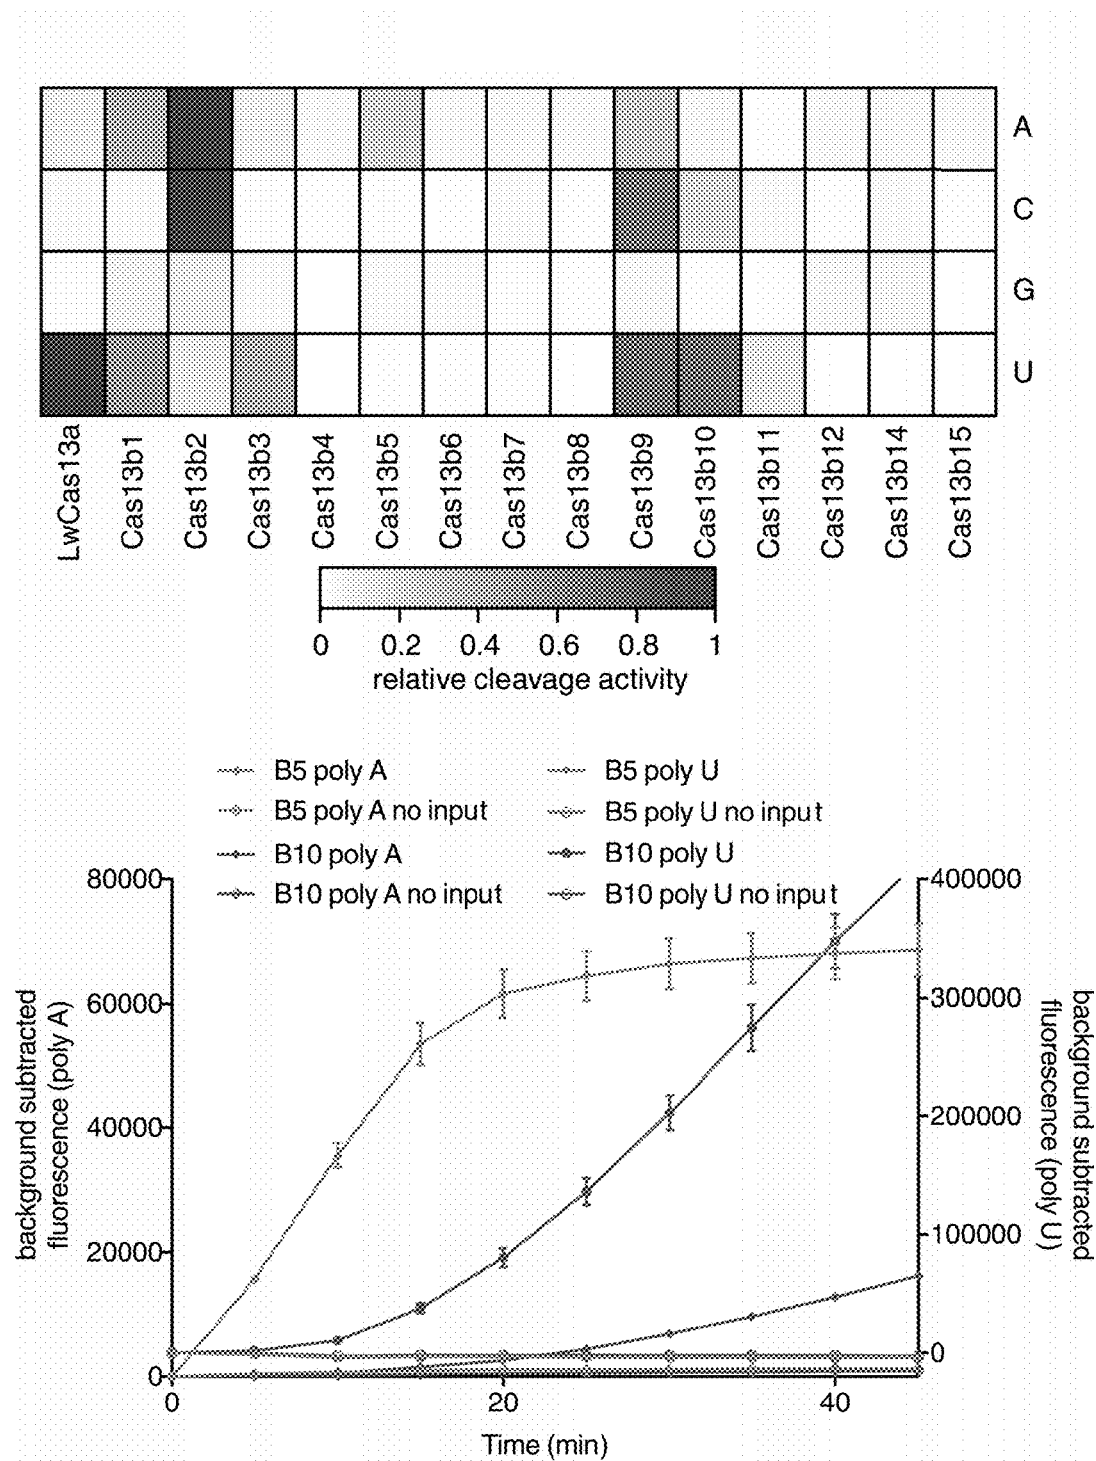 A
C
G
U
LwCas13a
Cas13b1
Cas13b2
Cas13b3
Cas13b4
Cas13b5
Cas13b6
Cas13b7
Cas13b8
Cas13b9
Cas13b10
Cas13b11
Cas13b12
Cas13b14
Cas13b15
0 0.2 0.4 0.6 0.8 1
relative cleavage activity
B5 poly A
B5 poly A no input
B10 poly A
B10 poly A no input
B5 poly U
B5 poly U no input
B10 poly U
B10 poly U no input
background subtracted
fluorescence (poly A)
80000
60000
40000
20000
0
400000
300000
200000
100000
0
background subtracted
fluorescence (poly U)
0 20 40
Time (min)